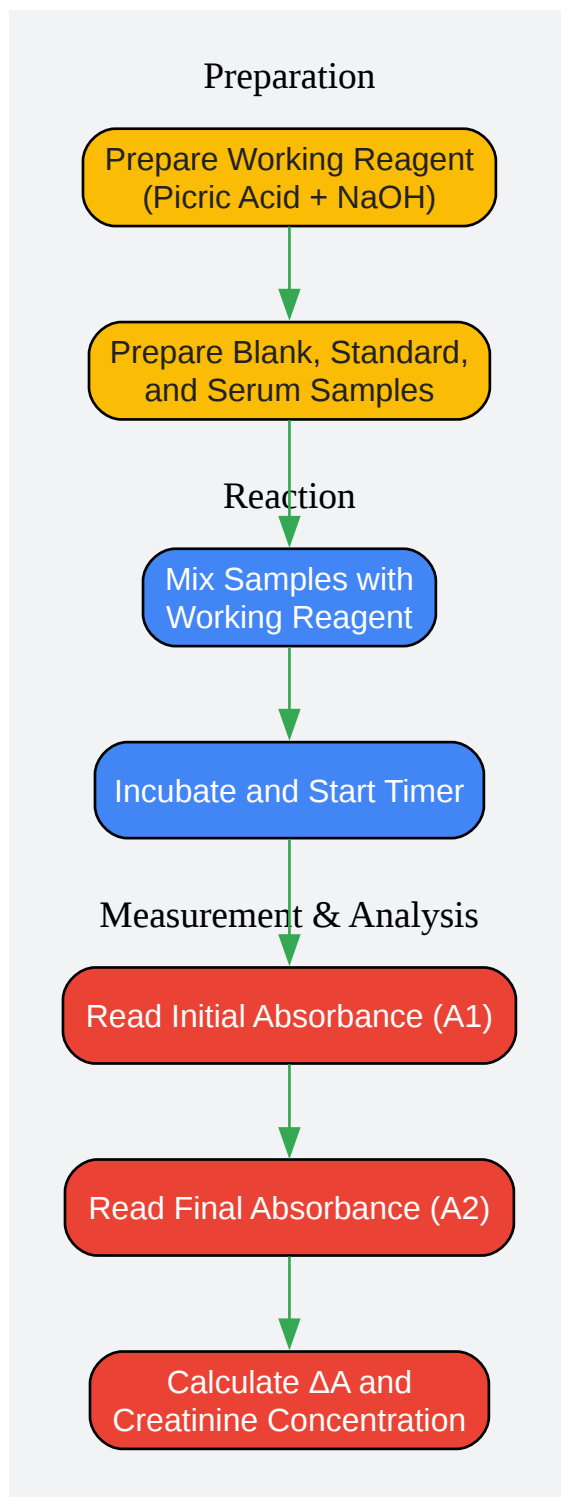 Preparation
Prepare Working Reagent
(Picric Acid + NaOH)
Prepare Blank, Standard,
and Serum Samples
Reaction
Mix Samples with
Working Reagent
Incubate and Start Timer
Measurement & Analysis
Read Initial Absorbance (A1)
Read Final Absorbance (A2)
Calculate ΔA and
Creatinine Concentration